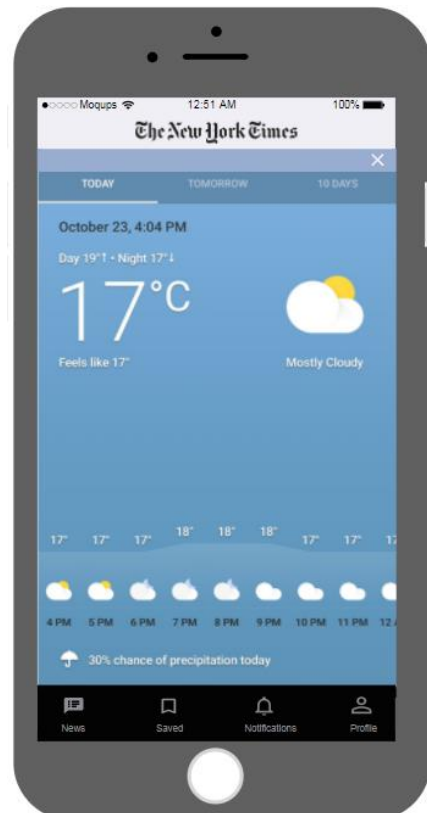 Moqups 12:51 AM 100%
The New York Times
TODAY TOMORROW 10 DAYS
October 23, 4:04 PM
Day 19°↑ • Night 17°↓
17°C
Feels like 17° Mostly Cloudy
17° 17° 17° 18° 18° 18° 17° 17° 17
4 PM 5 PM 6 PM 7 PM 8 PM 9 PM 10 PM 11 PM 12 A
30% chance of precipitation today
News Saved Notifications Profile